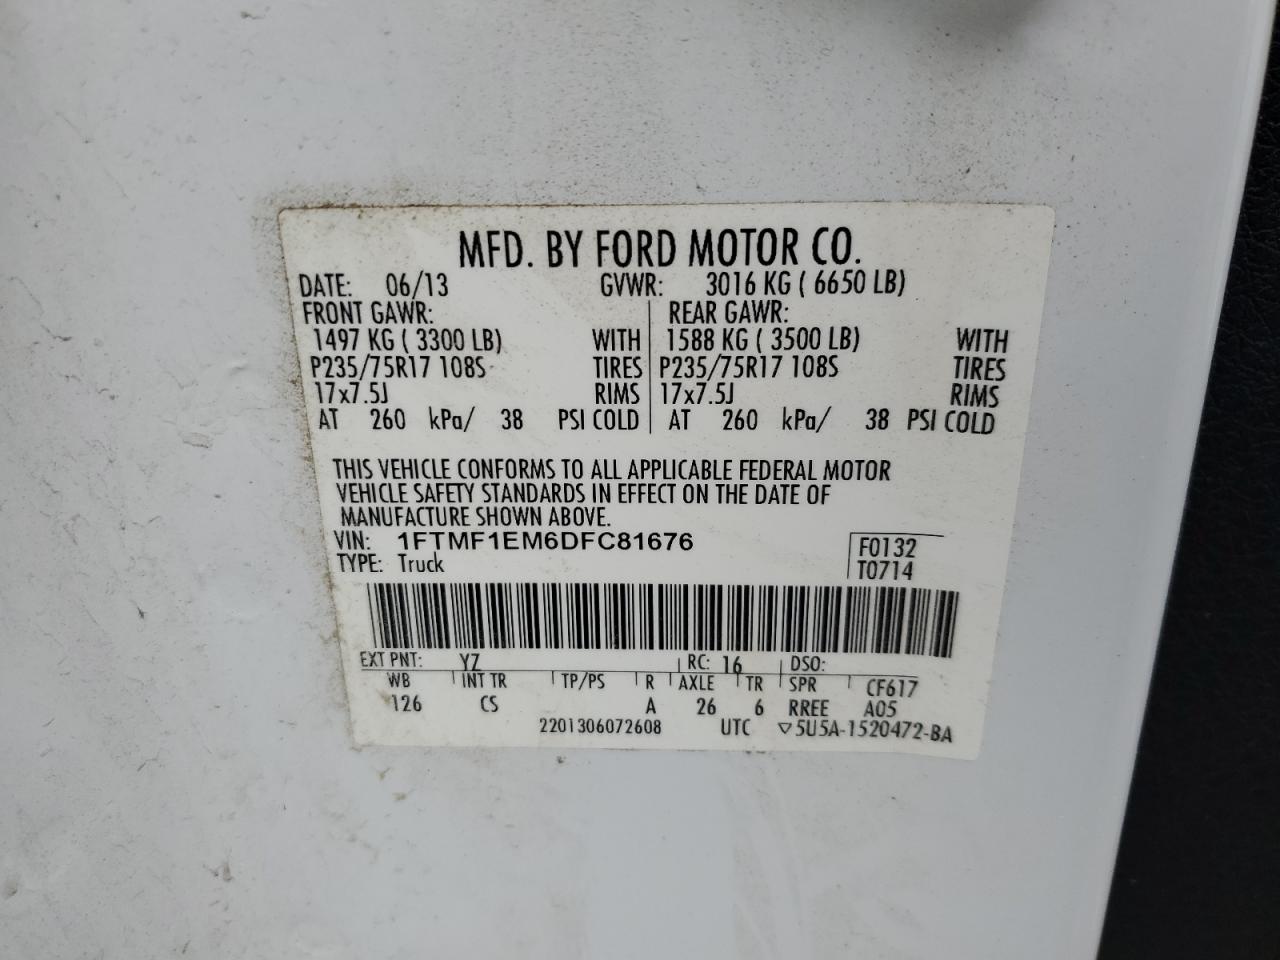 MFD. BY FORD MOTOR CO.
DATE: 06/13 GVWR: 3016 KG ( 6650 LB)
FRONT GAWR: REAR GAWR:
1497 KG ( 3300 LB) WITH 1588 KG ( 3500 LB) WITH
P235/75R17 108S TIRES P235/75R17 108S TIRES
17x7.5J RIMS 17x7.5J RIMS
AT 260 kPa/ 38 PSI COLD AT 260 kPa/ 38 PSI COLD
THIS VEHICLE CONFORMS TO ALL APPLICABLE FEDERAL MOTOR
VEHICLE SAFETY STANDARDS IN EFFECT ON THE DATE OF
MANUFACTURE SHOWN ABOVE.
VIN: 1FTMF1EM6DFC81676 F0132
TYPE: Truck T0714
EXT PNT: YZ RC: 16 DSO:
WB INT TR TP/PS R AXLE TR SPR CF617
126 CS A 26 6 RREE A05
2201306072608 UTC ▽5U5A-1520472-BA